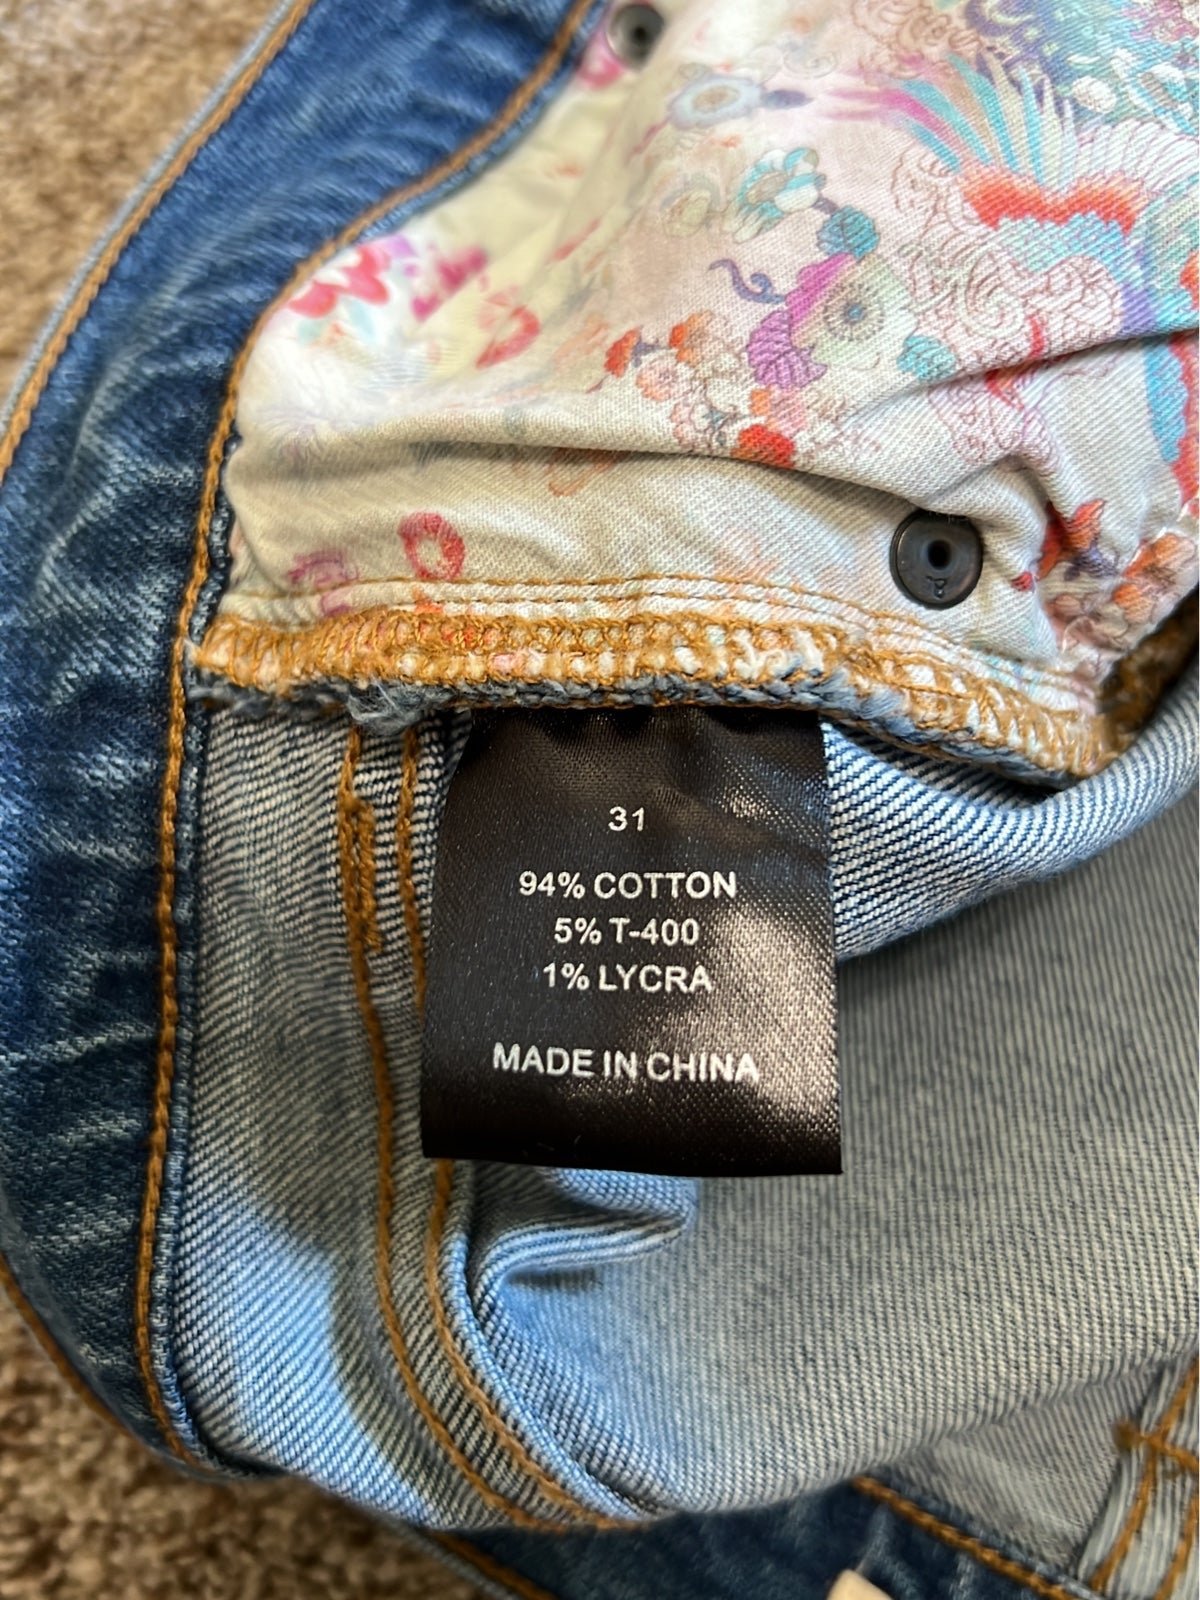 31
94% COTTON
5% T-400
1% LYCRA
MADE IN CHINA